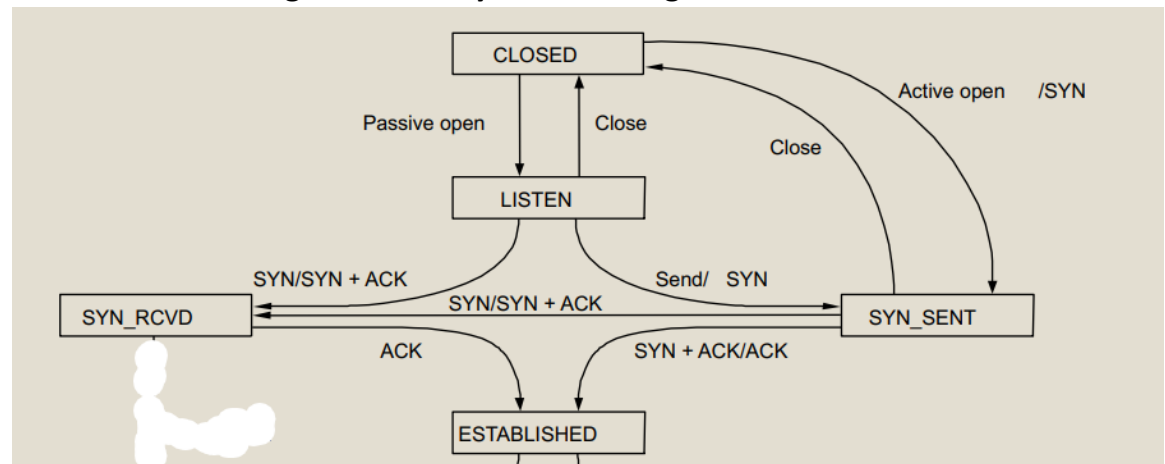 CLOSED
Active open /SYN
Passive open
Close
Close
LISTEN
SYN/SYN + ACK
Send/ SYN
SYN/SYN + ACK
SYN_RCVD
SYN_SENT
ACK
SYN + ACK/ACK
ESTABLISHED